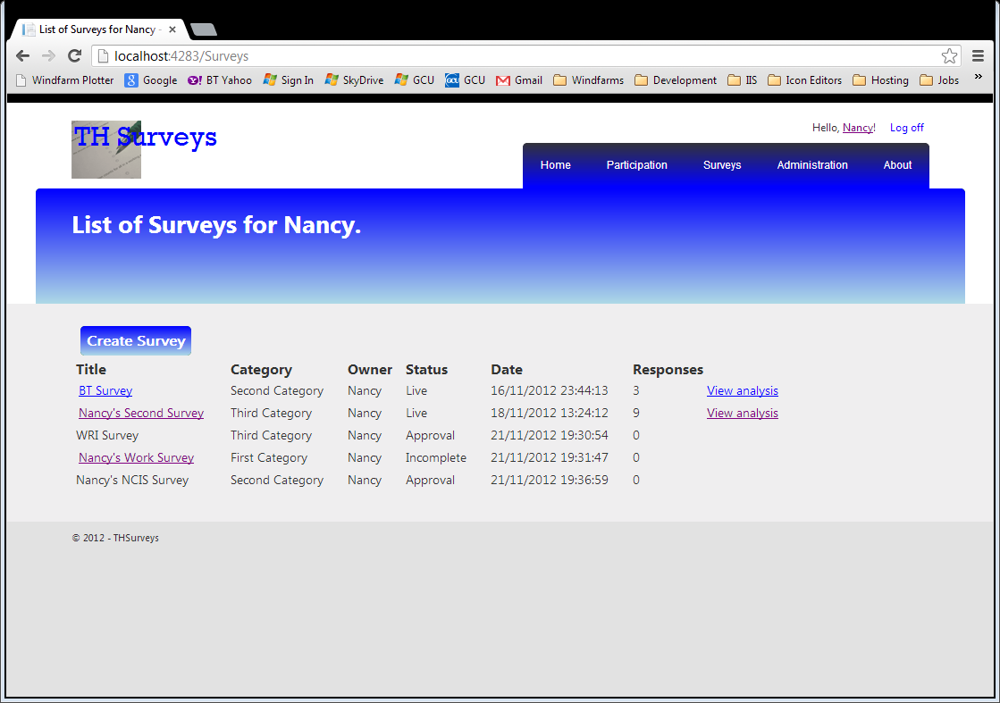 List of Surveys for Nancy -
localhost:4283/Surveys
Windfarm Plotter Google BT Yahoo Sign In SkyDrive GCU GCU Gmail Windfarms Development IIS Icon Editors Hosting Jobs »
Hello, Nancy! Log off
TH Surveys
Home Participation Surveys Administration About
List of Surveys for Nancy.
Create Survey
Title Category Owner Status Date Responses
BT Survey Second Category Nancy Live 16/11/2012 23:44:13 3 View analysis
Nancy's Second Survey Third Category Nancy Live 18/11/2012 13:24:12 9 View analysis
WRI Survey Third Category Nancy Approval 21/11/2012 19:30:54 0
Nancy's Work Survey First Category Nancy Incomplete 21/11/2012 19:31:47 0
Nancy's NCIS Survey Second Category Nancy Approval 21/11/2012 19:36:59 0
© 2012 - THSurveys